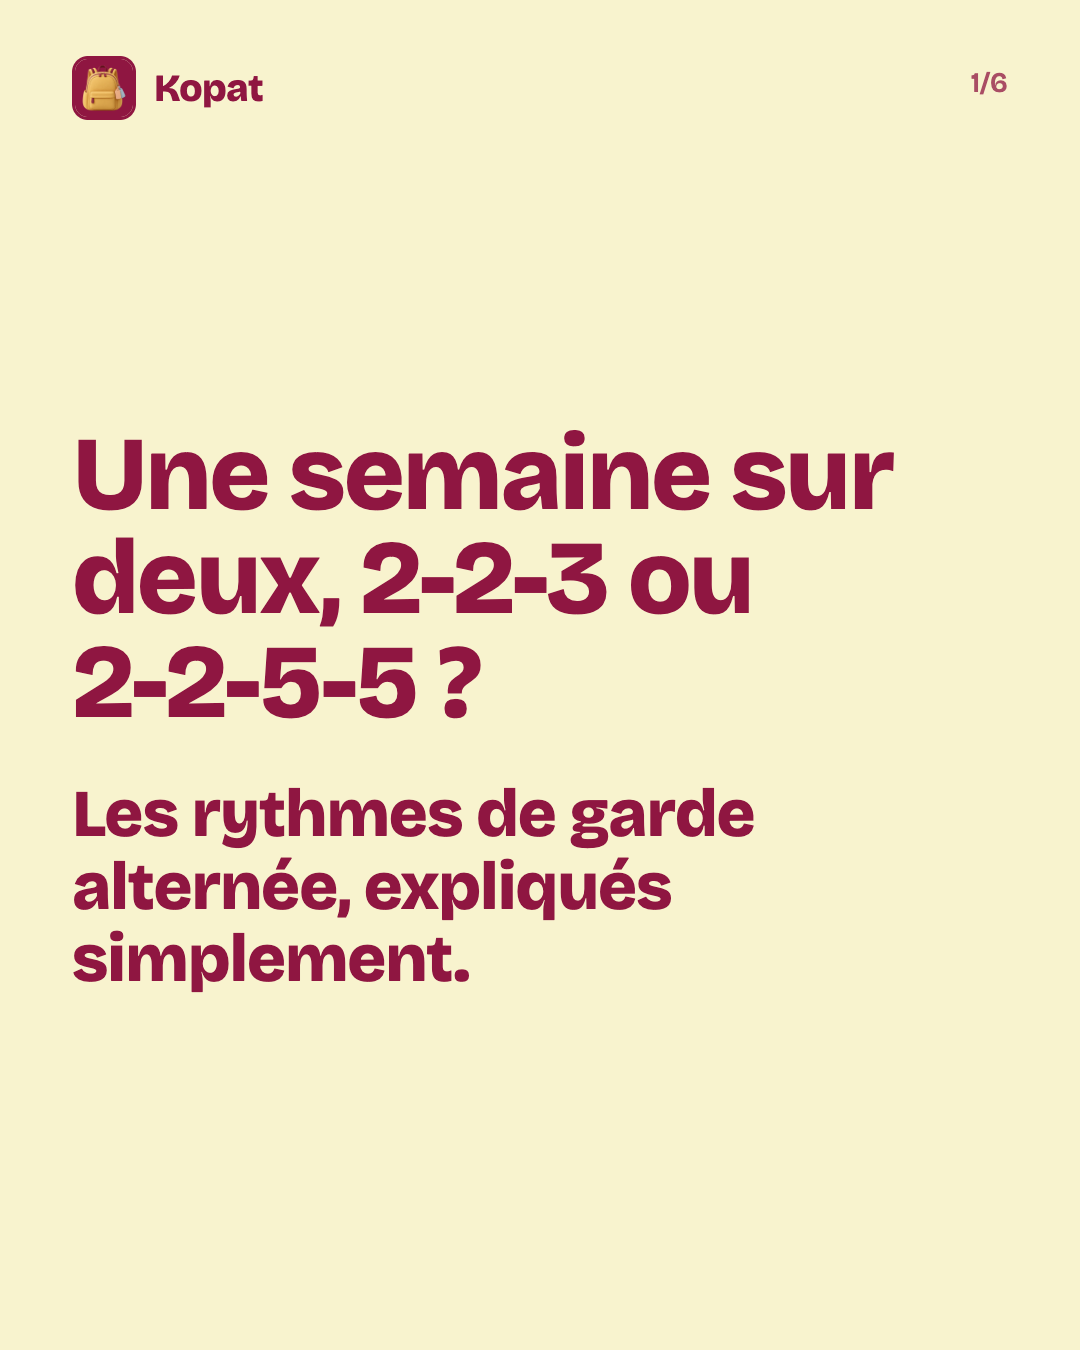 Kopat
1/6
Une semaine sur
deux, 2-2-3 ou
2-2-5-5 ?
Les rythmes de garde
alternée, expliqués
simplement.